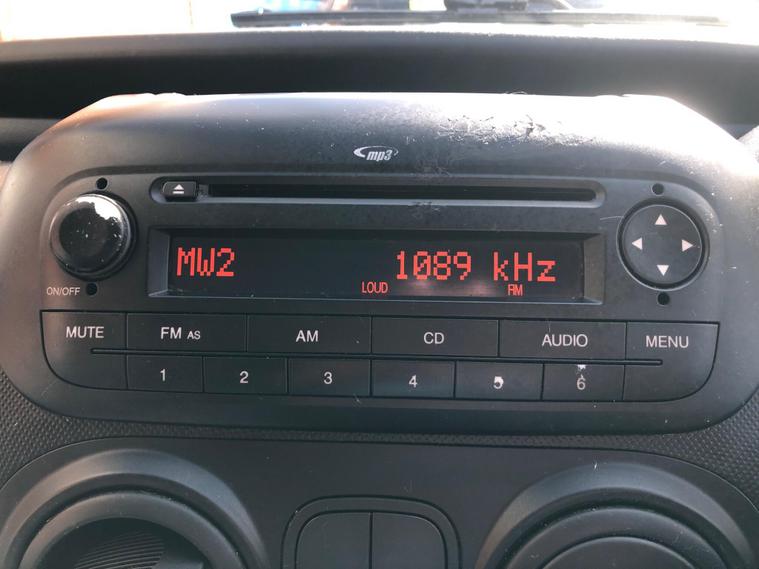 mp3
MW2 1089 kHz
LOUD AM
ON/OFF
MUTE FM AS AM CD AUDIO MENU
1 2 3 4 5 6